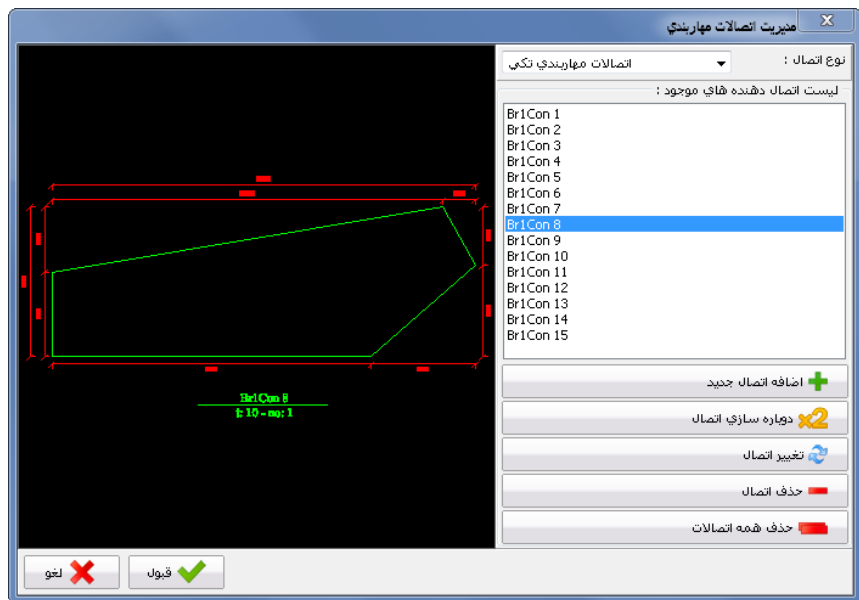 مديريت اتصالات مهاربندي
نوع اتصال :
اتصالات مهاربندي تكي
ليست اتصال دهنده هاي موجود :
Br1Con 1
Br1Con 2
Br1Con 3
Br1Con 4
Br1Con 5
Br1Con 6
Br1Con 7
Br1Con 8
Br1Con 9
Br1Con 10
Br1Con 11
Br1Con 12
Br1Con 13
Br1Con 14
Br1Con 15
Br1Con 8
t: 10 - no: 1
اضافه اتصال جديد
x2 دوباره سازي اتصال
تغيير اتصال
حذف اتصال
حذف همه اتصالات
قبول
لغو